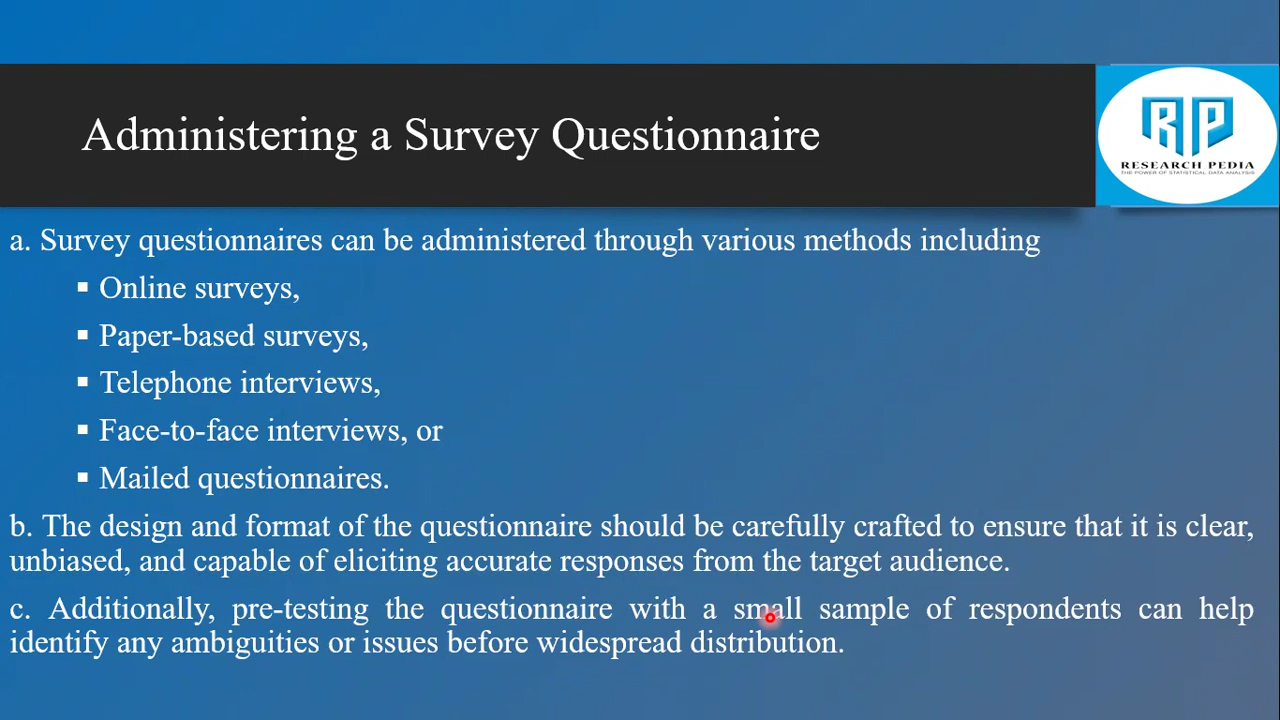 Administering a Survey Questionnaire
RP
RESEARCH PEDIA
THE POWER OF STATISTICAL DATA ANALYSIS
a. Survey questionnaires can be administered through various methods including
▪ Online surveys,
▪ Paper-based surveys,
▪ Telephone interviews,
▪ Face-to-face interviews, or
▪ Mailed questionnaires.
b. The design and format of the questionnaire should be carefully crafted to ensure that it is clear,
unbiased, and capable of eliciting accurate responses from the target audience.
c. Additionally, pre-testing the questionnaire with a small sample of respondents can help
identify any ambiguities or issues before widespread distribution.